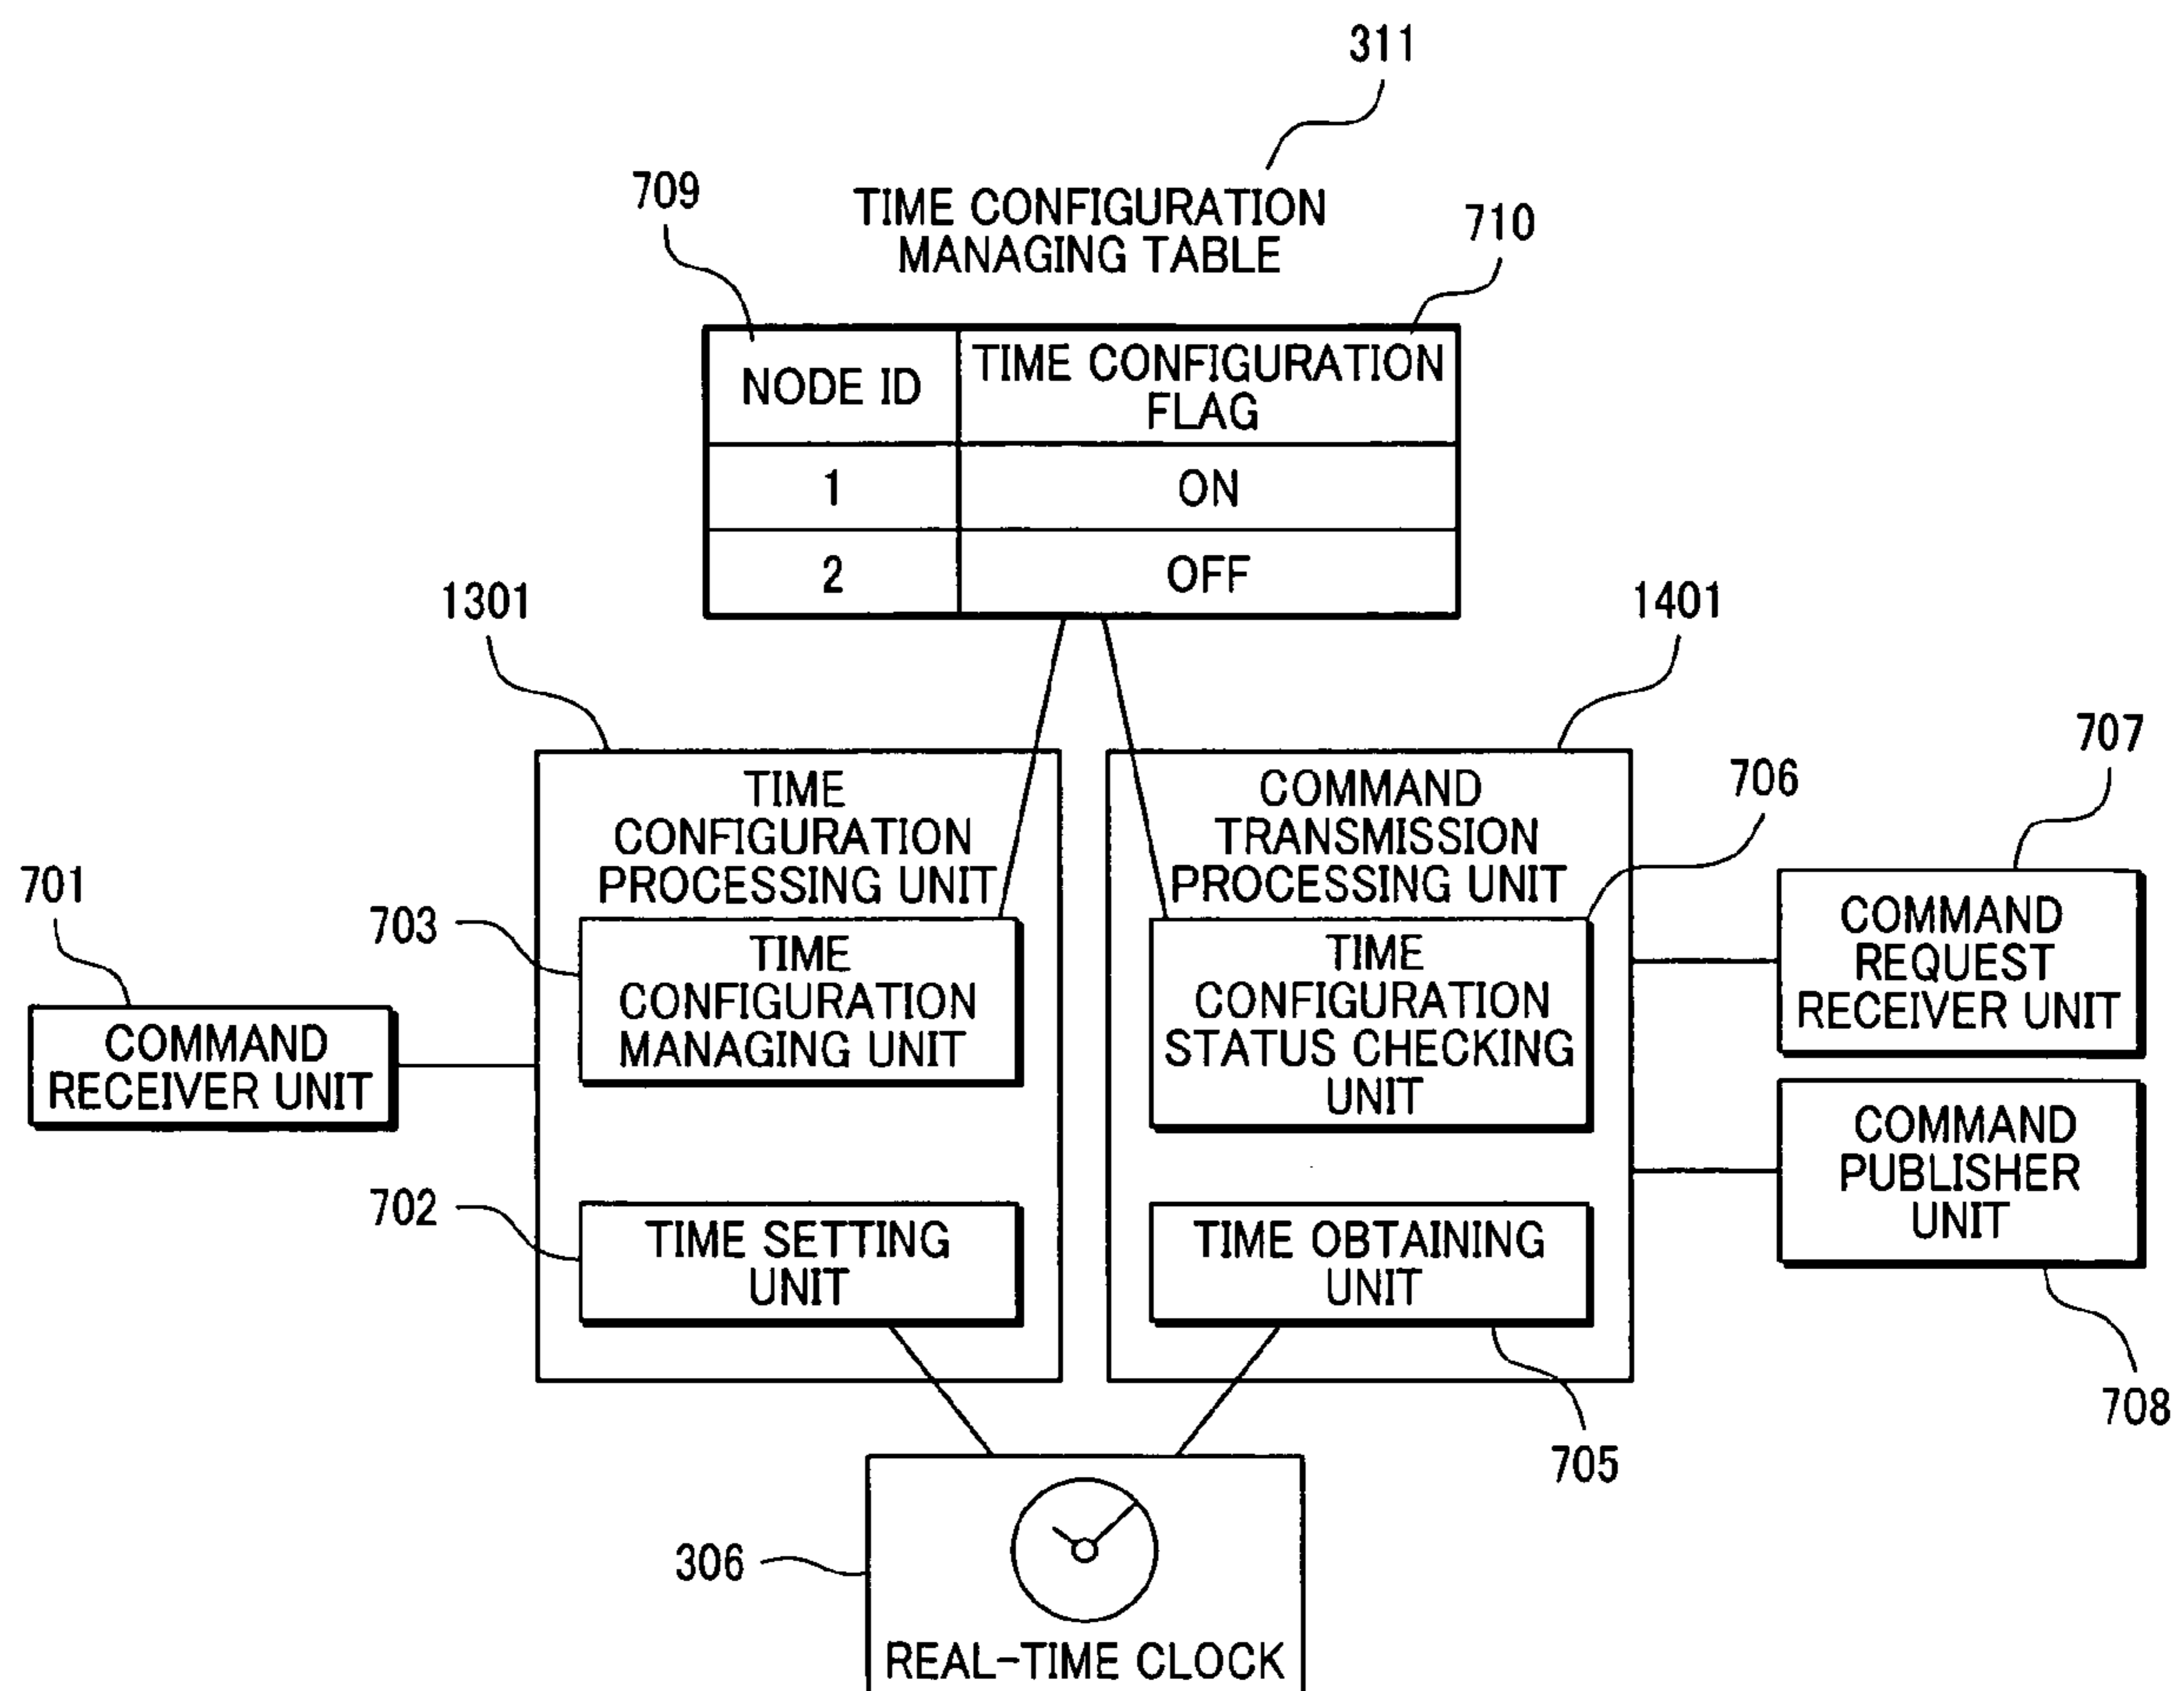 311
709
TIME CONFIGURATION
MANAGING TABLE
710
NODE ID
TIME CONFIGURATION
FLAG
1
ON
2
OFF
1301
1401
707
TIME
CONFIGURATION
PROCESSING UNIT
COMMAND
TRANSMISSION
PROCESSING UNIT
706
701
703
TIME
CONFIGURATION
MANAGING UNIT
TIME
CONFIGURATION
STATUS CHECKING
UNIT
COMMAND
REQUEST
RECEIVER UNIT
COMMAND
RECEIVER UNIT
COMMAND
PUBLISHER
UNIT
702
TIME SETTING
UNIT
TIME OBTAINING
UNIT
708
705
306
REAL-TIME CLOCK